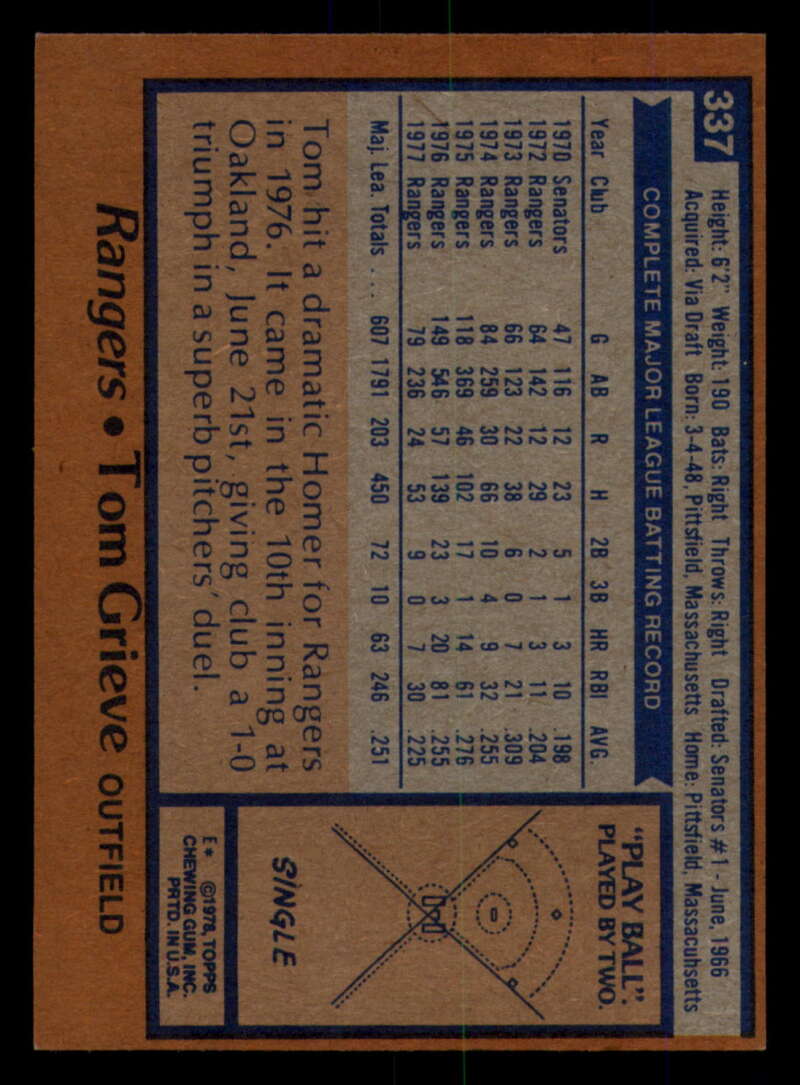 337
Height: 6'2" Weight: 190 Bats: Right Throws: Right Drafted: Senators #1 - June, 1966
Acquired: Via Draft Born: 3-4-48, Pittsfield, Massachusetts Home: Pittsfield, Massacuhsetts
COMPLETE MAJOR LEAGUE BATTING RECORD
Year Club G AB R H 2B 3B HR RBI AVG.
1970 Senators 47 116 12 23 5 1 3 10 .198
1972 Rangers 64 142 12 29 2 1 3 11 .204
1973 Rangers 66 123 22 38 6 0 7 21 .309
1974 Rangers 84 259 30 66 10 4 9 32 .255
1975 Rangers 118 369 46 102 17 1 14 61 .276
1976 Rangers 149 546 57 139 23 3 20 81 .255
1977 Rangers 79 236 24 53 9 0 7 30 .225
Maj. Lea. Totals . . . 607 1791 203 450 72 10 63 246 .251
Tom hit a dramatic Homer for Rangers
in 1976. It came in the 10th inning at
Oakland, June 21st, giving club a 1-0
triumph in a superb pitchers' duel.
"PLAY BALL".
PLAYED BY TWO.
SINGLE
E* ©1978, TOPPS
CHEWING GUM, INC.
PRTD. IN U.S.A.
Rangers • Tom Grieve OUTFIELD